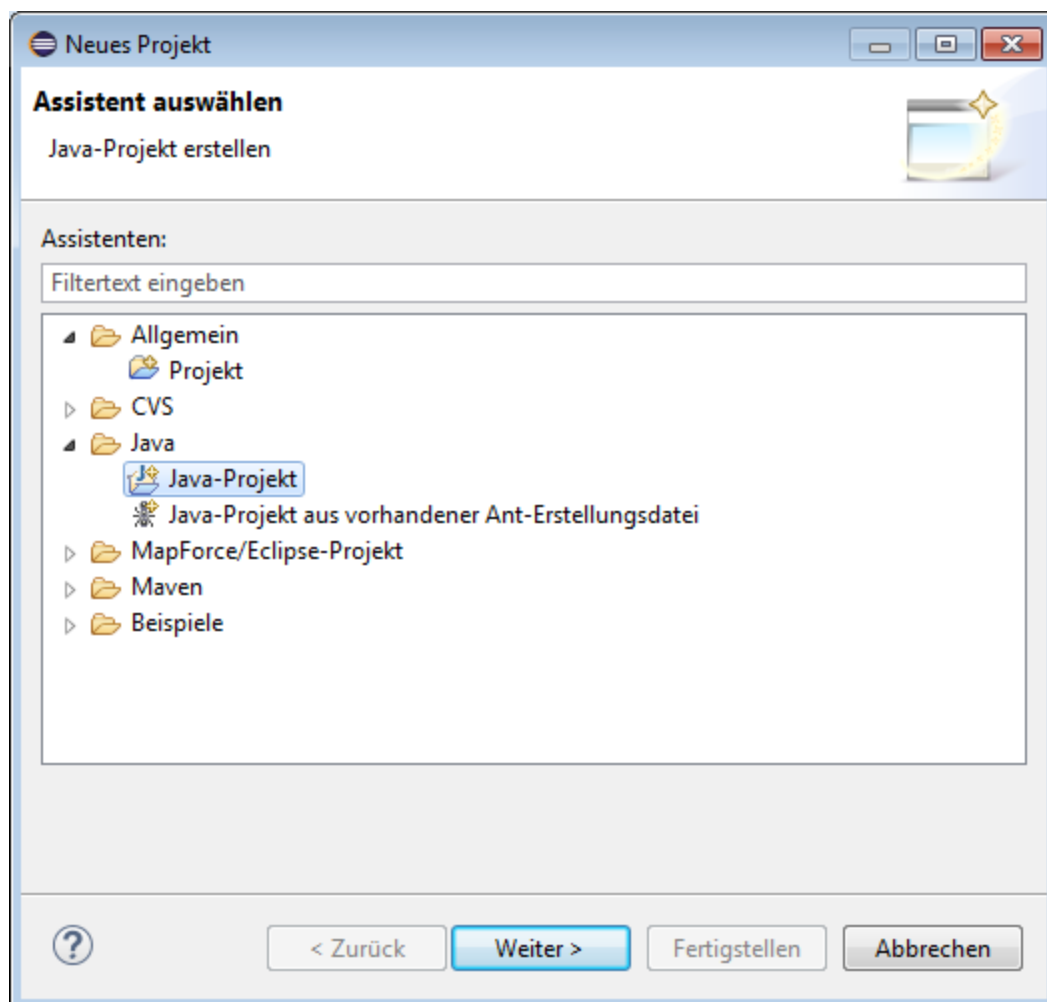 Neues Projekt
Assistent auswählen
Java-Projekt erstellen
Assistenten:
Filtertext eingeben
Allgemein
Projekt
CVS
Java
Java-Projekt
Java-Projekt aus vorhandener Ant-Erstellungsdatei
MapForce/Eclipse-Projekt
Maven
Beispiele
? < Zurück Weiter > Fertigstellen Abbrechen